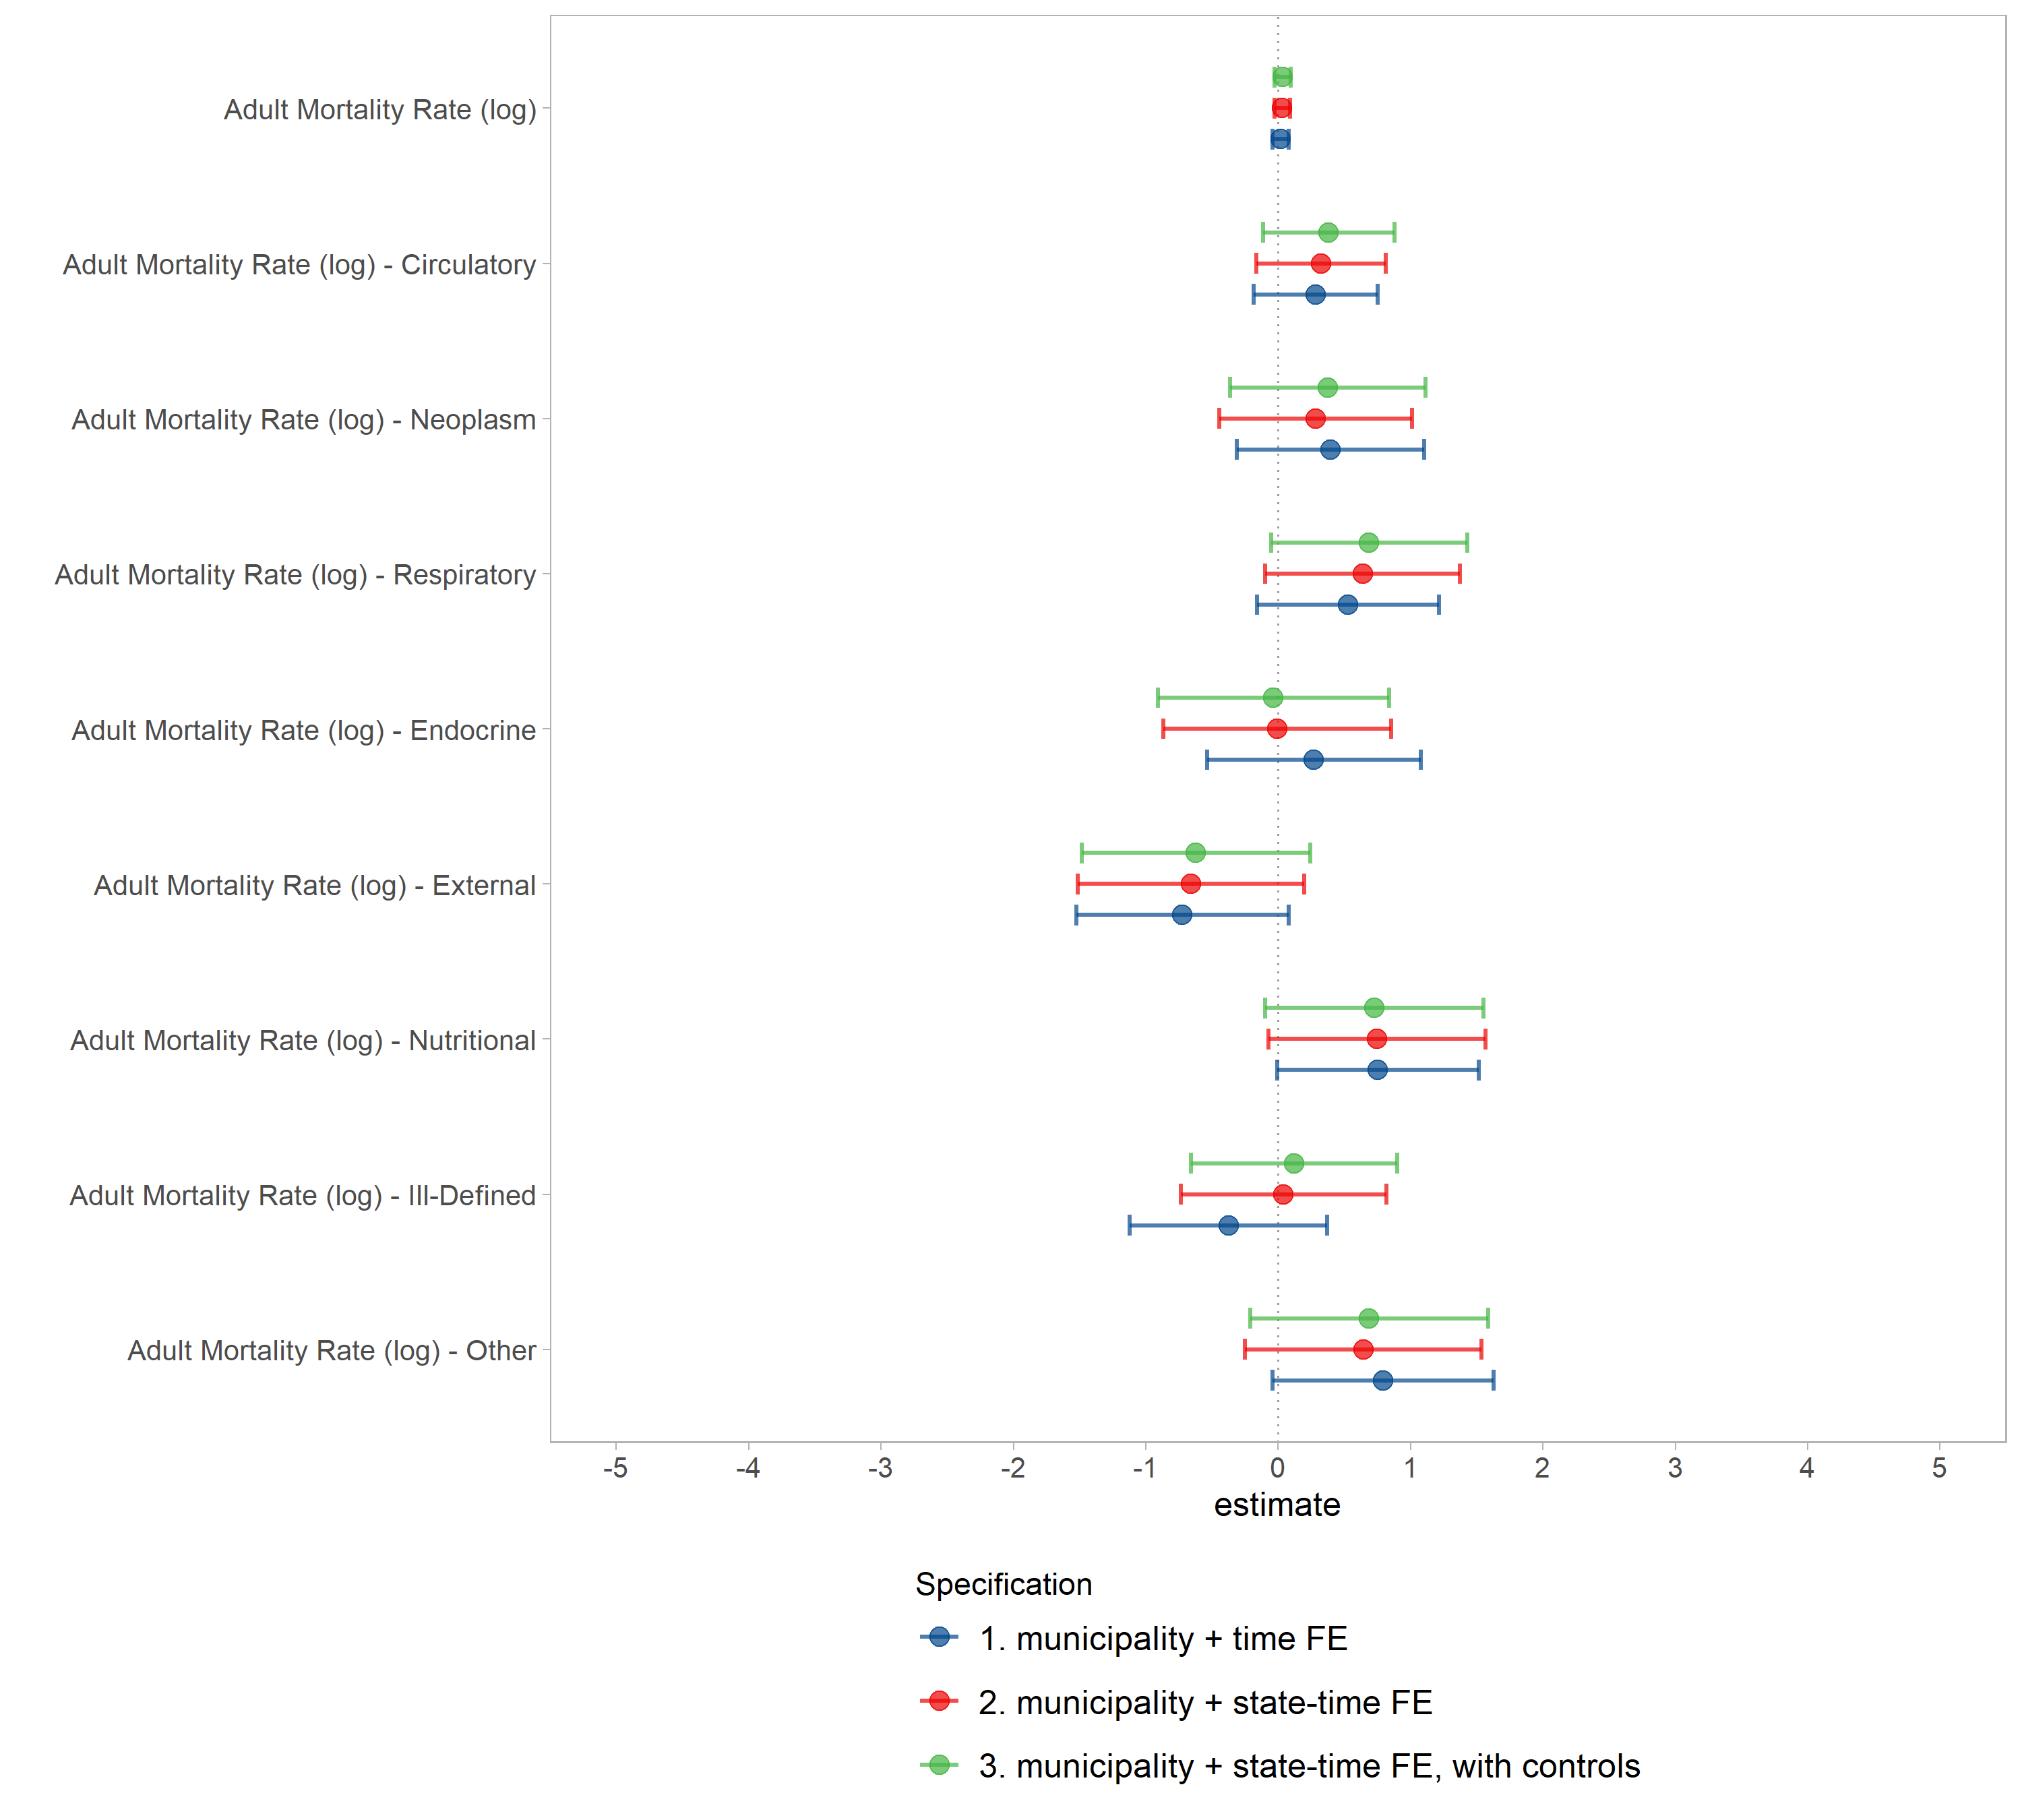 Adult Mortality Rate (log)
Adult Mortality Rate (log) - Circulatory
Adult Mortality Rate (log) - Neoplasm
Adult Mortality Rate (log) - Respiratory
Adult Mortality Rate (log) - Endocrine
Adult Mortality Rate (log) - External
Adult Mortality Rate (log) - Nutritional
Adult Mortality Rate (log) - Ill-Defined
Adult Mortality Rate (log) - Other
-5 -4 -3 -2 -1 0 1 2 3 4 5
estimate
Specification
1. municipality + time FE
2. municipality + state-time FE
3. municipality + state-time FE, with controls